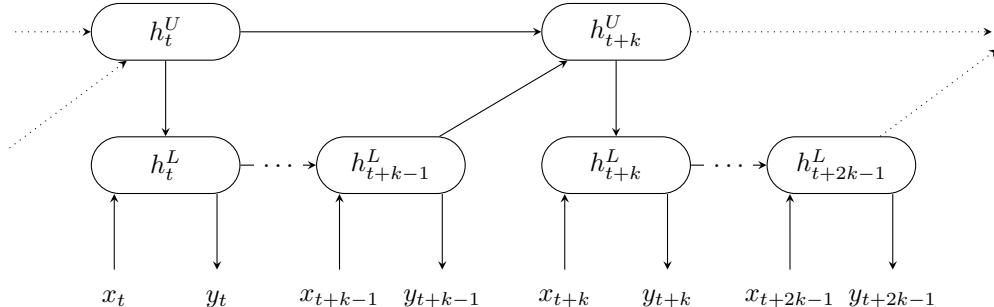 h_t^U h_{t+k}^U
h_t^L ··· h_{t+k-1}^L h_{t+k}^L ··· h_{t+2k-1}^L
x_t y_t x_{t+k-1} y_{t+k-1} x_{t+k} y_{t+k} x_{t+2k-1} y_{t+2k-1}